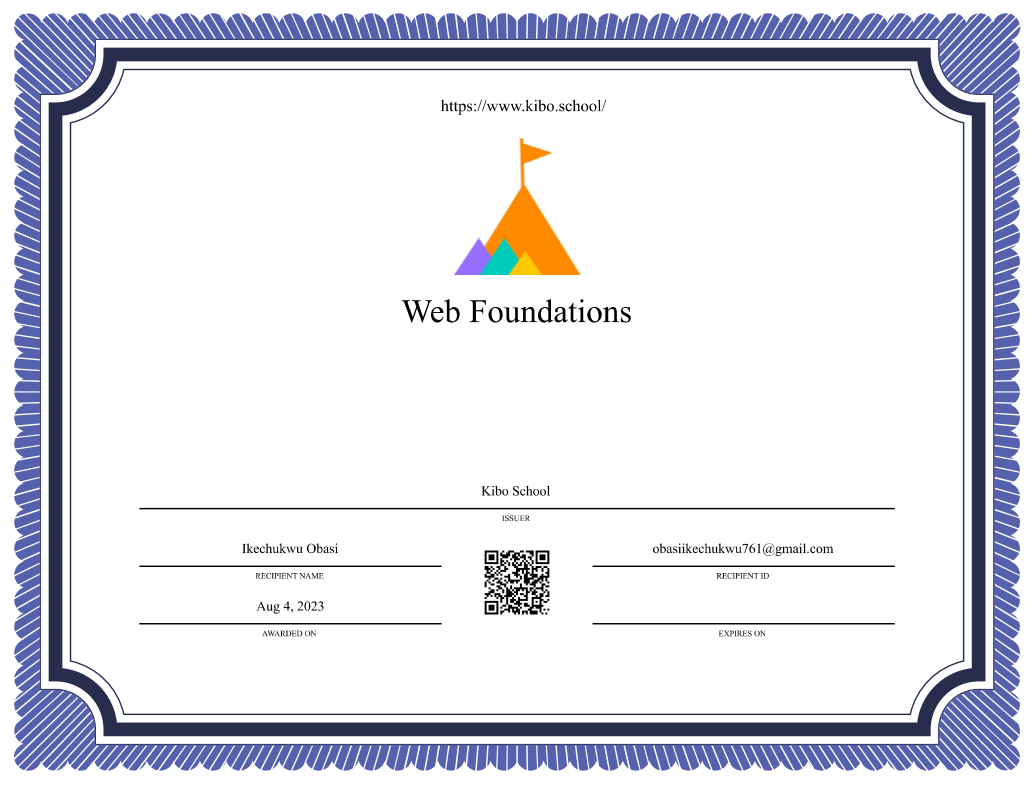 https://www.kibo.school/
Web Foundations
Kibo School
ISSUER
Ikechukwu Obasi
RECIPIENT NAME
obasiikechukwu761@gmail.com
RECIPIENT ID
Aug 4, 2023
AWARDED ON
EXPIRES ON